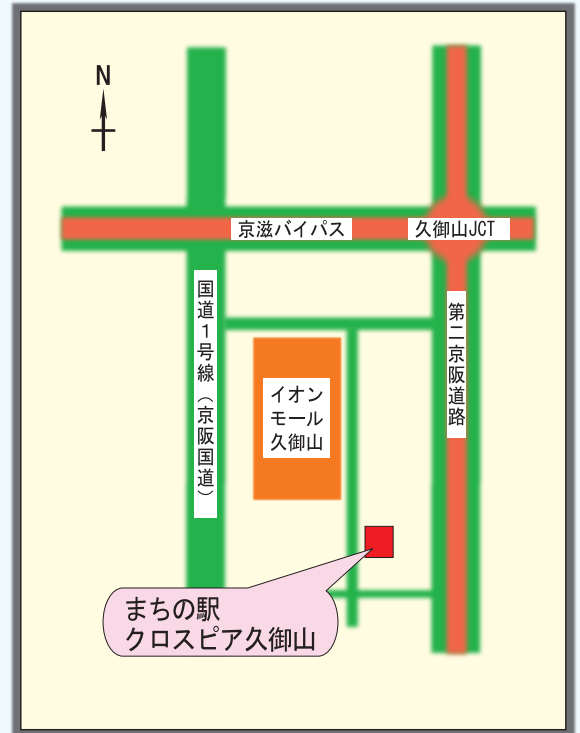 N
京滋バイパス
久御山JCT
国道1号線（京阪国道）
第二京阪道路
イオン
モール
久御山
まちの駅
クロスピア久御山